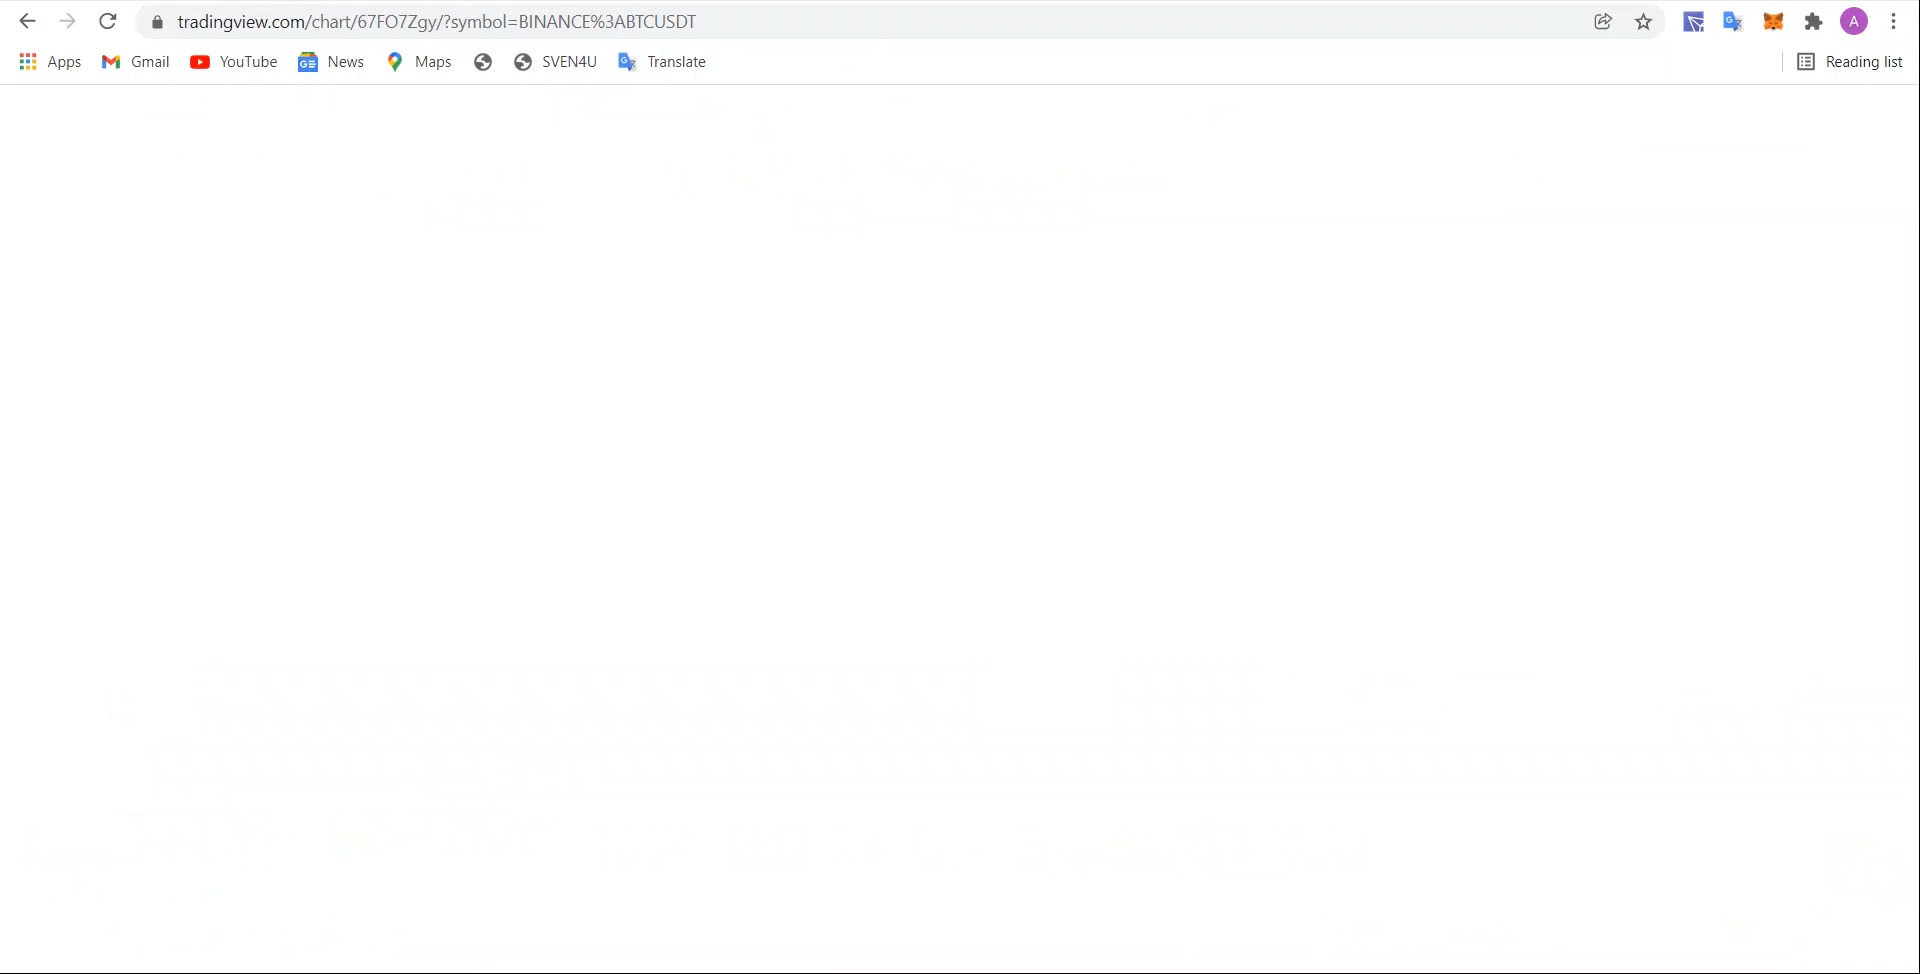 tradingview.com/chart/67FO7Zgy/?symbol=BINANCE%3ABTCUSDT
A
Apps Gmail YouTube News Maps SVEN4U Translate Reading list